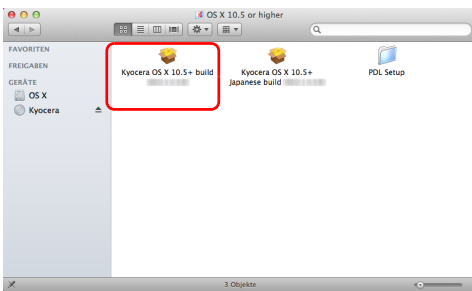 OS X 10.5 or higher
FAVORITEN
FREIGABEN
GERÄTE
OS X
Kyocera
Kyocera OS X 10.5+ build
Kyocera OS X 10.5+
Japanese build
PDL Setup
3 Objekte